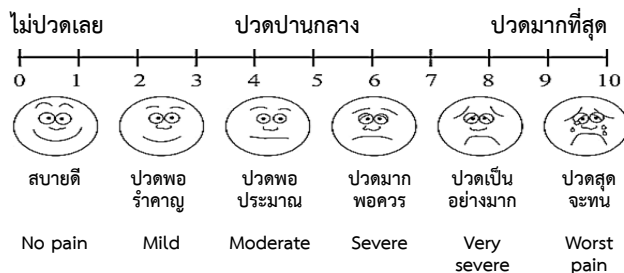 ไม่ปวดเลย ปวดปานกลาง ปวดมากที่สุด
0 1 2 3 4 5 6 7 8 9 10
สบายดี ปวดพอ ปวดพอ ปวดมาก ปวดเป็น ปวดสุด
รำคาญ ประมาณ พอควร อย่างมาก จะทน
No pain Mild Moderate Severe Very Worst
severe pain